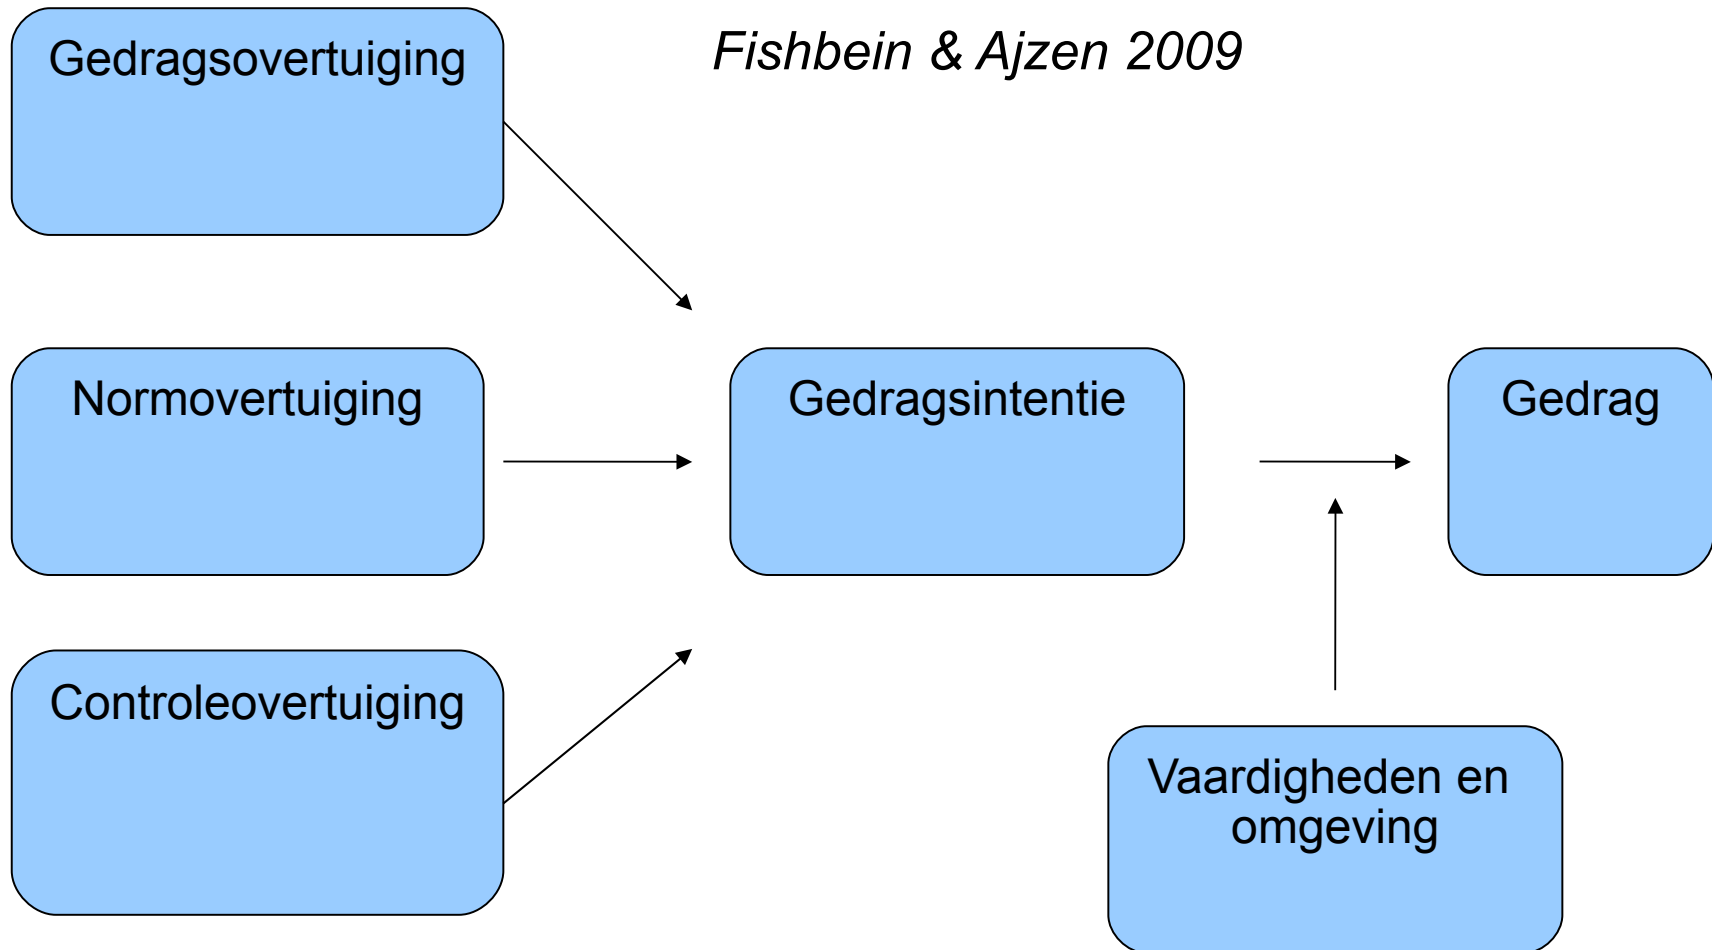 Gedragsovertuiging
Fishbein & Ajzen 2009
Normovertuiging
Gedragsintentie
Gedrag
Controleovertuiging
Vaardigheden en
omgeving